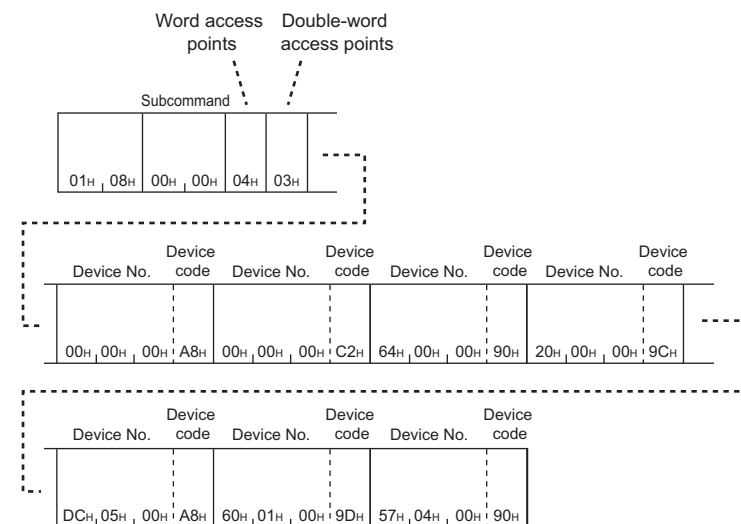 Word access Double-word
points access points
Subcommand
01H 08H 00H 00H 04H 03H
Device Device Device Device
Device No. code Device No. code Device No. code Device No. code
00H 00H 00H A8H 00H 00H 00H C2H 64H 00H 00H 90H 20H 00H 00H 9CH
Device Device Device
Device No. code Device No. code Device No. code
DCH 05H 00H A8H 60H 01H 00H 9DH 57H 04H 00H 90H